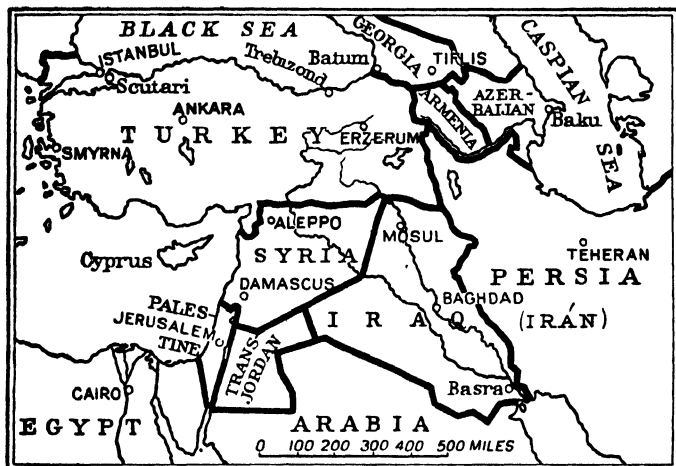 BLACK SEA
ISTANBUL
Scutari
Trebizond
Batum
GEORGIA
TIFLIS
CASPIAN
SEA
ARMENIA
AZER-
BAIJAN
Baku
ANKARA
TURKEY
ERZERUM
SMYRNA
ALEPPO
MOSUL
Cyprus
SYRIA
TEHERAN
PERSIA
(IRÁN)
DAMASCUS
BAGHDAD
PALES-
TINE
JERUSALEM
IRAQ
TRANS-
JORDAN
Basra
CAIRO
EGYPT
ARABIA
0 100 200 300 400 500 MILES